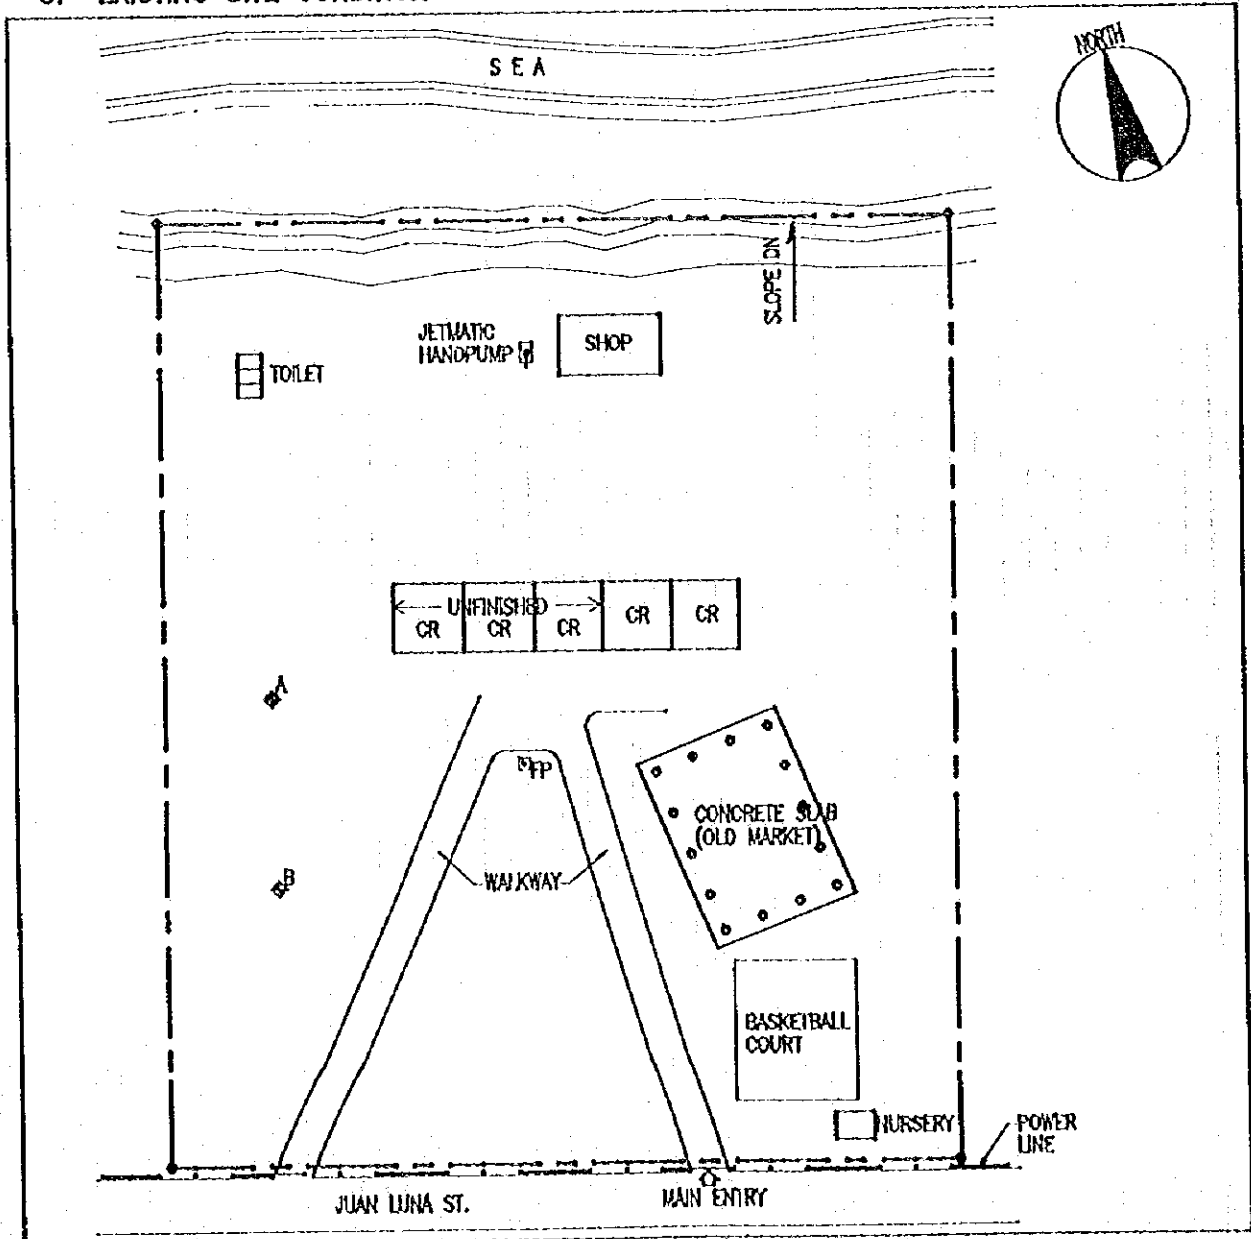 NORTH
S E A
SLOPE DN
JETMATIC
HANDPUMP
SHOP
TOILET
UNFINISHED
CR
CR
CR
CR
CR
A
FP
CONCRETE SLAB
(OLD MARKET)
WALKWAY
B
BASKETBALL
COURT
NURSERY
POWER
LINE
JUAN LUNA ST.
MAIN ENTRY